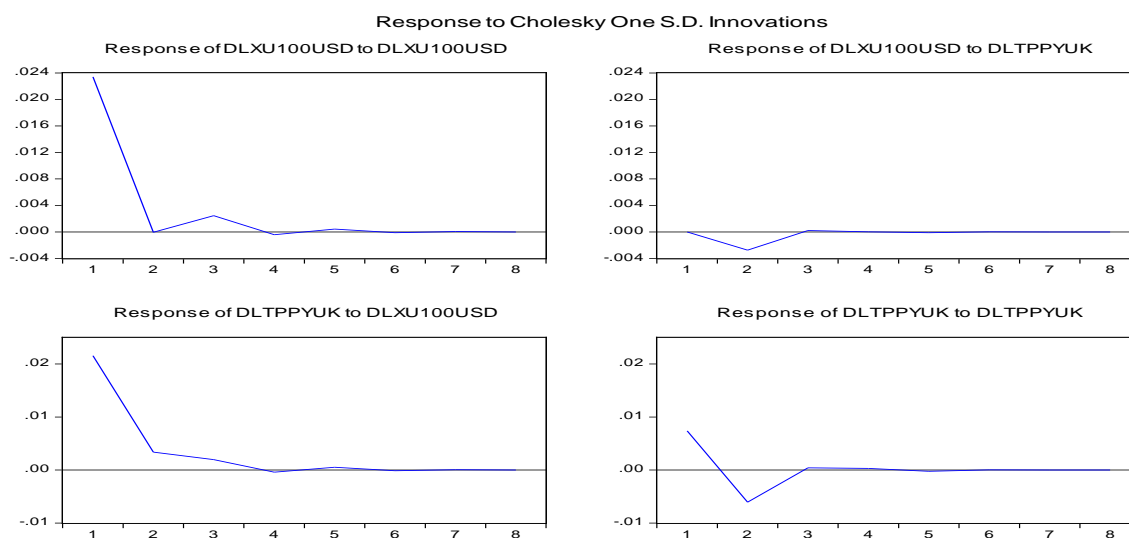 Response to Cholesky One S.D. Innovations
Response of DLXU100USD to DLXU100USD
.024
.020
.016
.012
.008
.004
.000
-.004
1 2 3 4 5 6 7 8
Response of DLXU100USD to DLTPPYUK
.024
.020
.016
.012
.008
.004
.000
-.004
1 2 3 4 5 6 7 8
Response of DLTPPYUK to DLXU100USD
.02
.01
.00
-.01
1 2 3 4 5 6 7 8
Response of DLTPPYUK to DLTPPYUK
.02
.01
.00
-.01
1 2 3 4 5 6 7 8